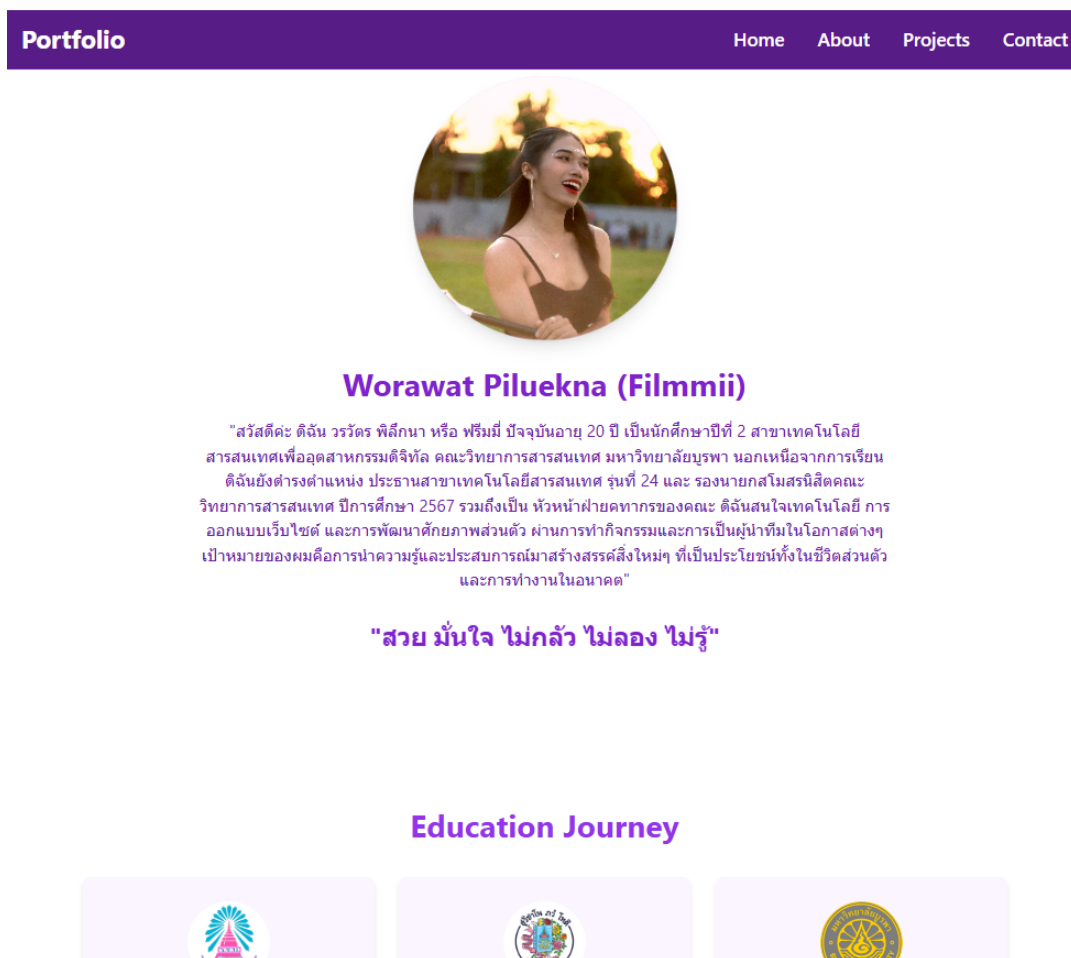 Portfolio
Home About Projects Contact
Worawat Piluekna (Filmmii)
"สวัสดีค่ะ ดิฉัน วรวัตร พิลึกนา หรือ ฟรีมมี่ ปัจจุบันอายุ 20 ปี เป็นนักศึกษาปีที่ 2 สาขาเทคโนโลยี
สารสนเทศเพื่ออุตสาหกรรมดิจิทัล คณะวิทยาการสารสนเทศ มหาวิทยาลัยบูรพา นอกเหนือจากการเรียน
ดิฉันยังดำรงตำแหน่ง ประธานสาขาเทคโนโลยีสารสนเทศ รุ่นที่ 24 และ รองนายกสโมสรนิสิตคณะ
วิทยาการสารสนเทศ ปีการศึกษา 2567 รวมถึงเป็น หัวหน้าฝ่ายคทากรของคณะ ดิฉันสนใจเทคโนโลยี การ
ออกแบบเว็บไซต์ และการพัฒนาศักยภาพส่วนตัว ผ่านการทำกิจกรรมและการเป็นผู้นำทีมในโอกาสต่างๆ
เป้าหมายของผมคือการนำความรู้และประสบการณ์มาสร้างสรรค์สิ่งใหม่ๆ ที่เป็นประโยชน์ทั้งในชีวิตส่วนตัว
และการทำงานในอนาคต"
"สวย มั่นใจ ไม่กลัว ไม่ลอง ไม่รู้"
Education Journey
มหาวิทยาลัยบูรพา